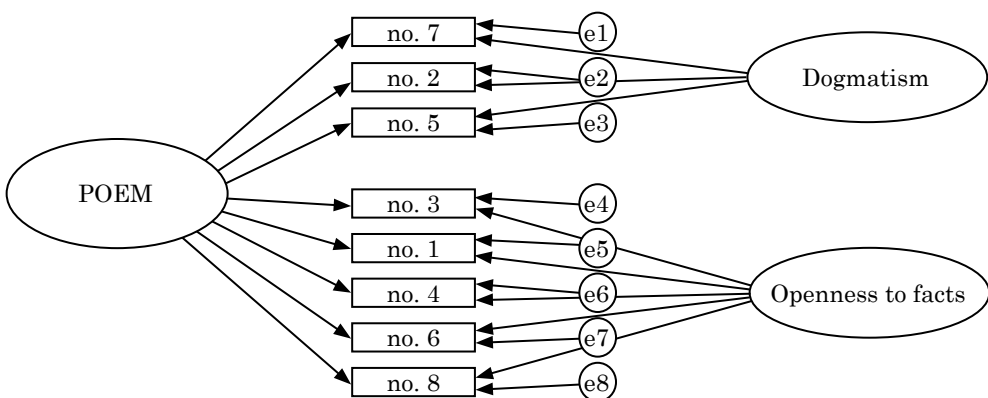 no. 7
e1
no. 2
e2
Dogmatism
no. 5
e3
POEM
no. 3
e4
no. 1
e5
no. 4
e6
Openness to facts
no. 6
e7
no. 8
e8